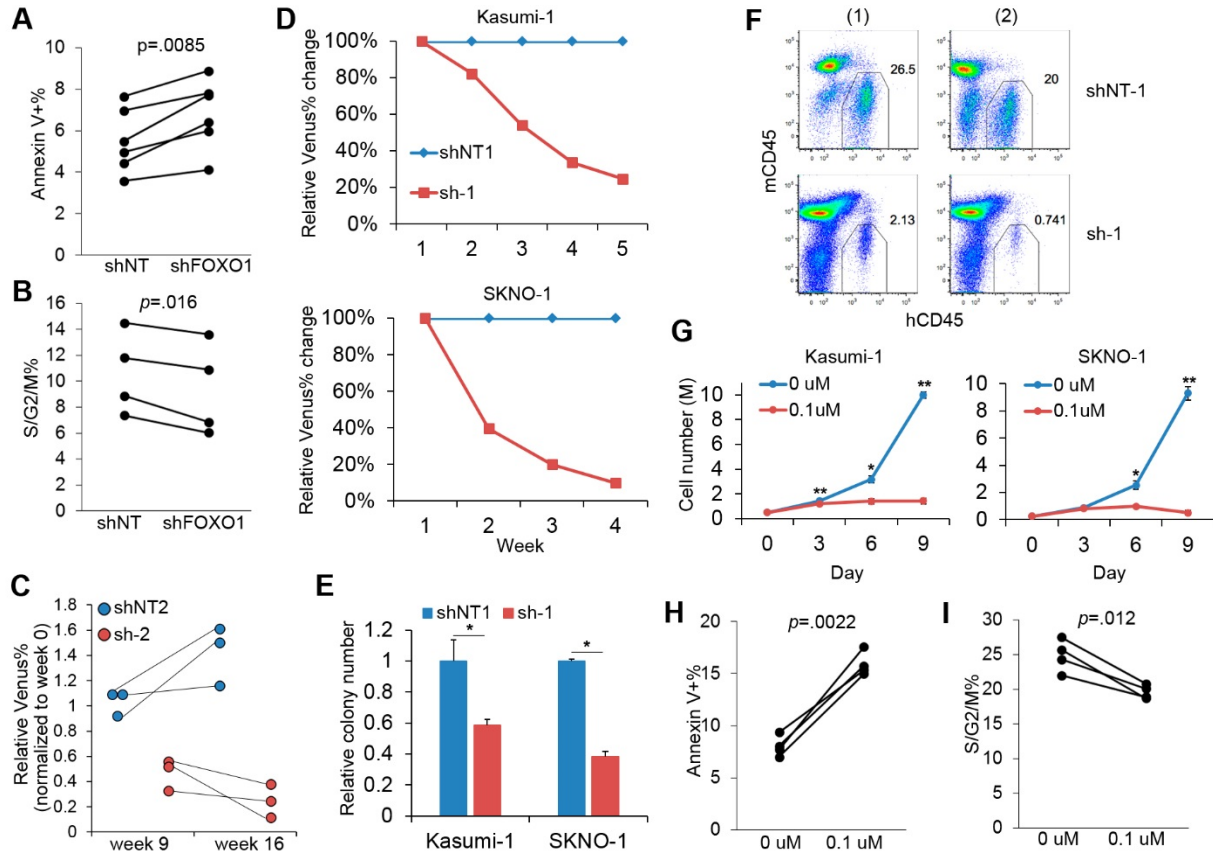 A
p=.0085
Annexin V+%
10
8
6
4
2
0
shNT shFOXO1
B
p=.016
S/G2/M%
16
14
12
10
8
6
4
2
0
shNT shFOXO1
C
shNT2
sh-2
Relative Venus%
(normalized to week 0)
1.8
1.6
1.4
1.2
1
0.8
0.6
0.4
0.2
0
week 9 week 16
D
Kasumi-1
Relative Venus% change
100%
80%
60%
40%
20%
0%
shNT1
sh-1
1 2 3 4 5
SKNO-1
Relative Venus% change
100%
80%
60%
40%
20%
0%
1 2 3 4
Week
E
shNT1 sh-1
Relative colony number
1.2
1
0.8
0.6
0.4
0.2
0
* *
Kasumi-1 SKNO-1
F
(1) (2)
26.5 20
shNT-1
2.13 0.741
sh-1
mCD45
hCD45
G
Kasumi-1 SKNO-1
0 uM
0.1uM
Cell number (M)
10
8
6
4
2
0
** * **
0 3 6 9
Day
0 uM
0.1uM
10
8
6
4
2
0
* **
0 3 6 9
Day
H
p=.0022
Annexin V+%
20
15
10
5
0
0 uM 0.1 uM
I
p=.012
S/G2/M%
30
25
20
15
10
5
0
0 uM 0.1 uM